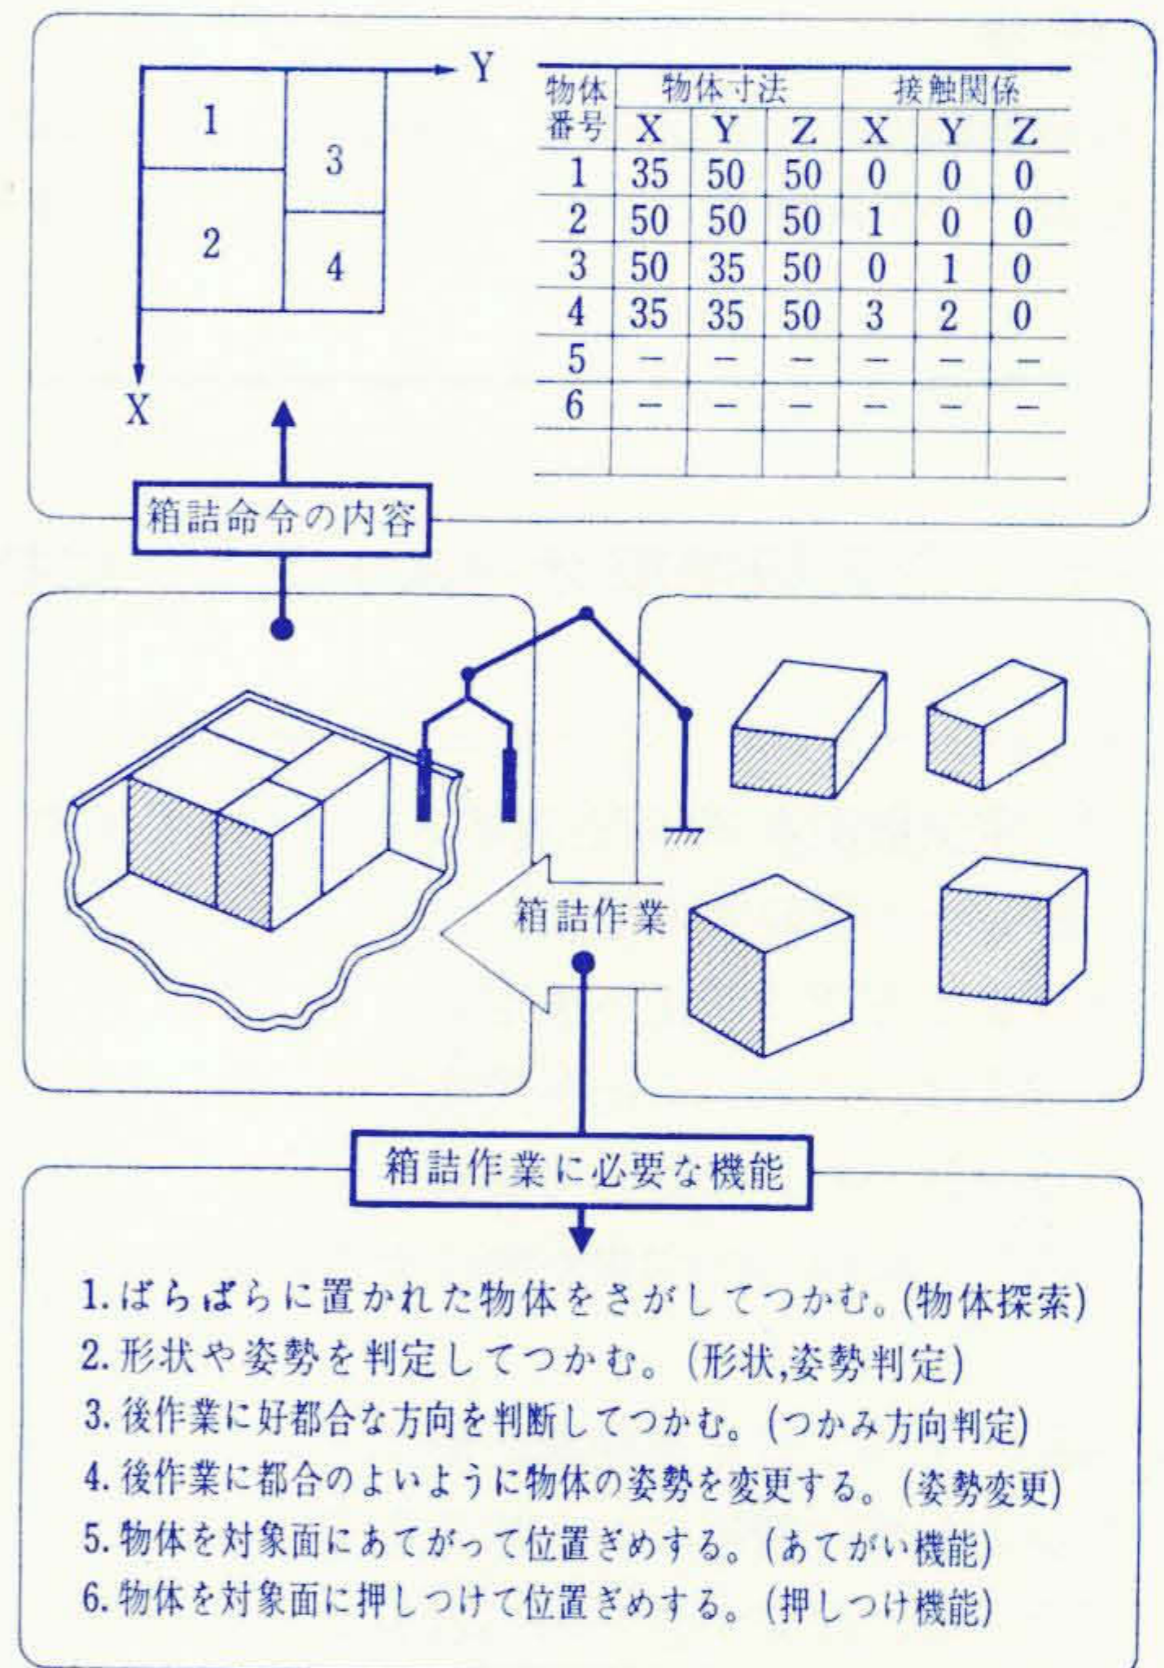 Y
1
3
2
4
X
物体番号 物体寸法 接触関係
X Y Z X Y Z
1 35 50 50 0 0 0
2 50 50 50 1 0 0
3 50 35 50 0 1 0
4 35 35 50 3 2 0
5 − − − − − −
6 − − − − − −
箱詰命令の内容
箱詰作業
箱詰作業に必要な機能
1.ばらばらに置かれた物体をさがしてつかむ。(物体探索)
2.形状や姿勢を判定してつかむ。(形状,姿勢判定)
3.後作業に好都合な方向を判断してつかむ。(つかみ方向判定)
4.後作業に都合のよいように物体の姿勢を変更する。(姿勢変更)
5.物体を対象面にあてがって位置ぎめする。(あてがい機能)
6.物体を対象面に押しつけて位置ぎめする。(押しつけ機能)